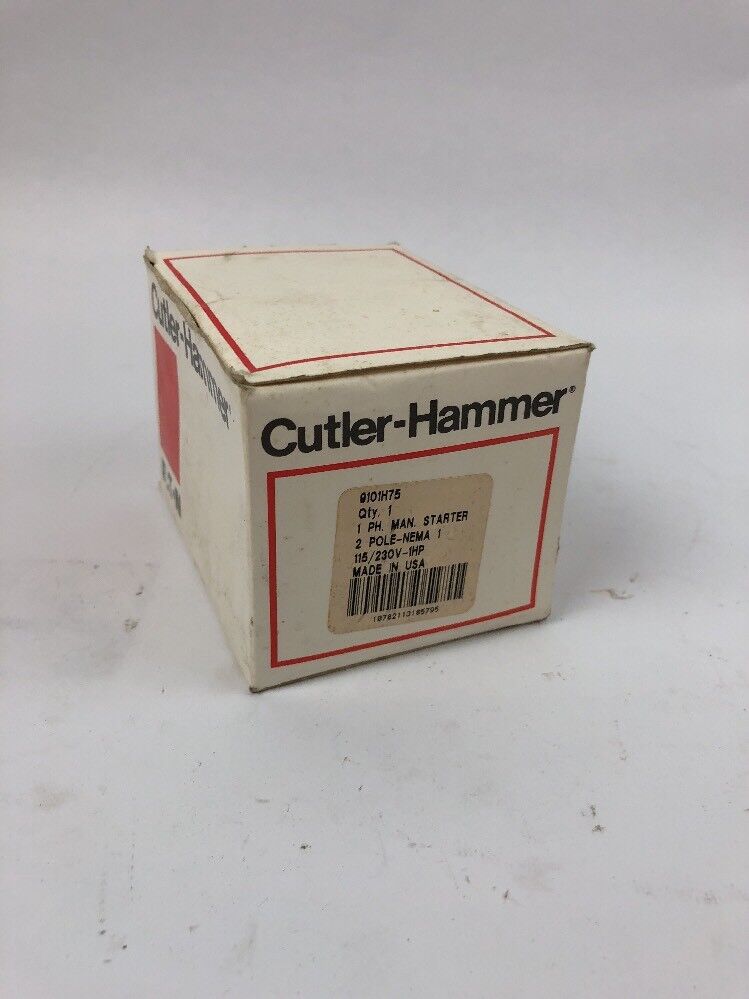 Cutler-Hammer
Cutler-Hammer®
9101H75
Qty. 1
1 PH. MAN. STARTER
2 POLE-NEMA 1
115/230V-1HP
MADE IN USA